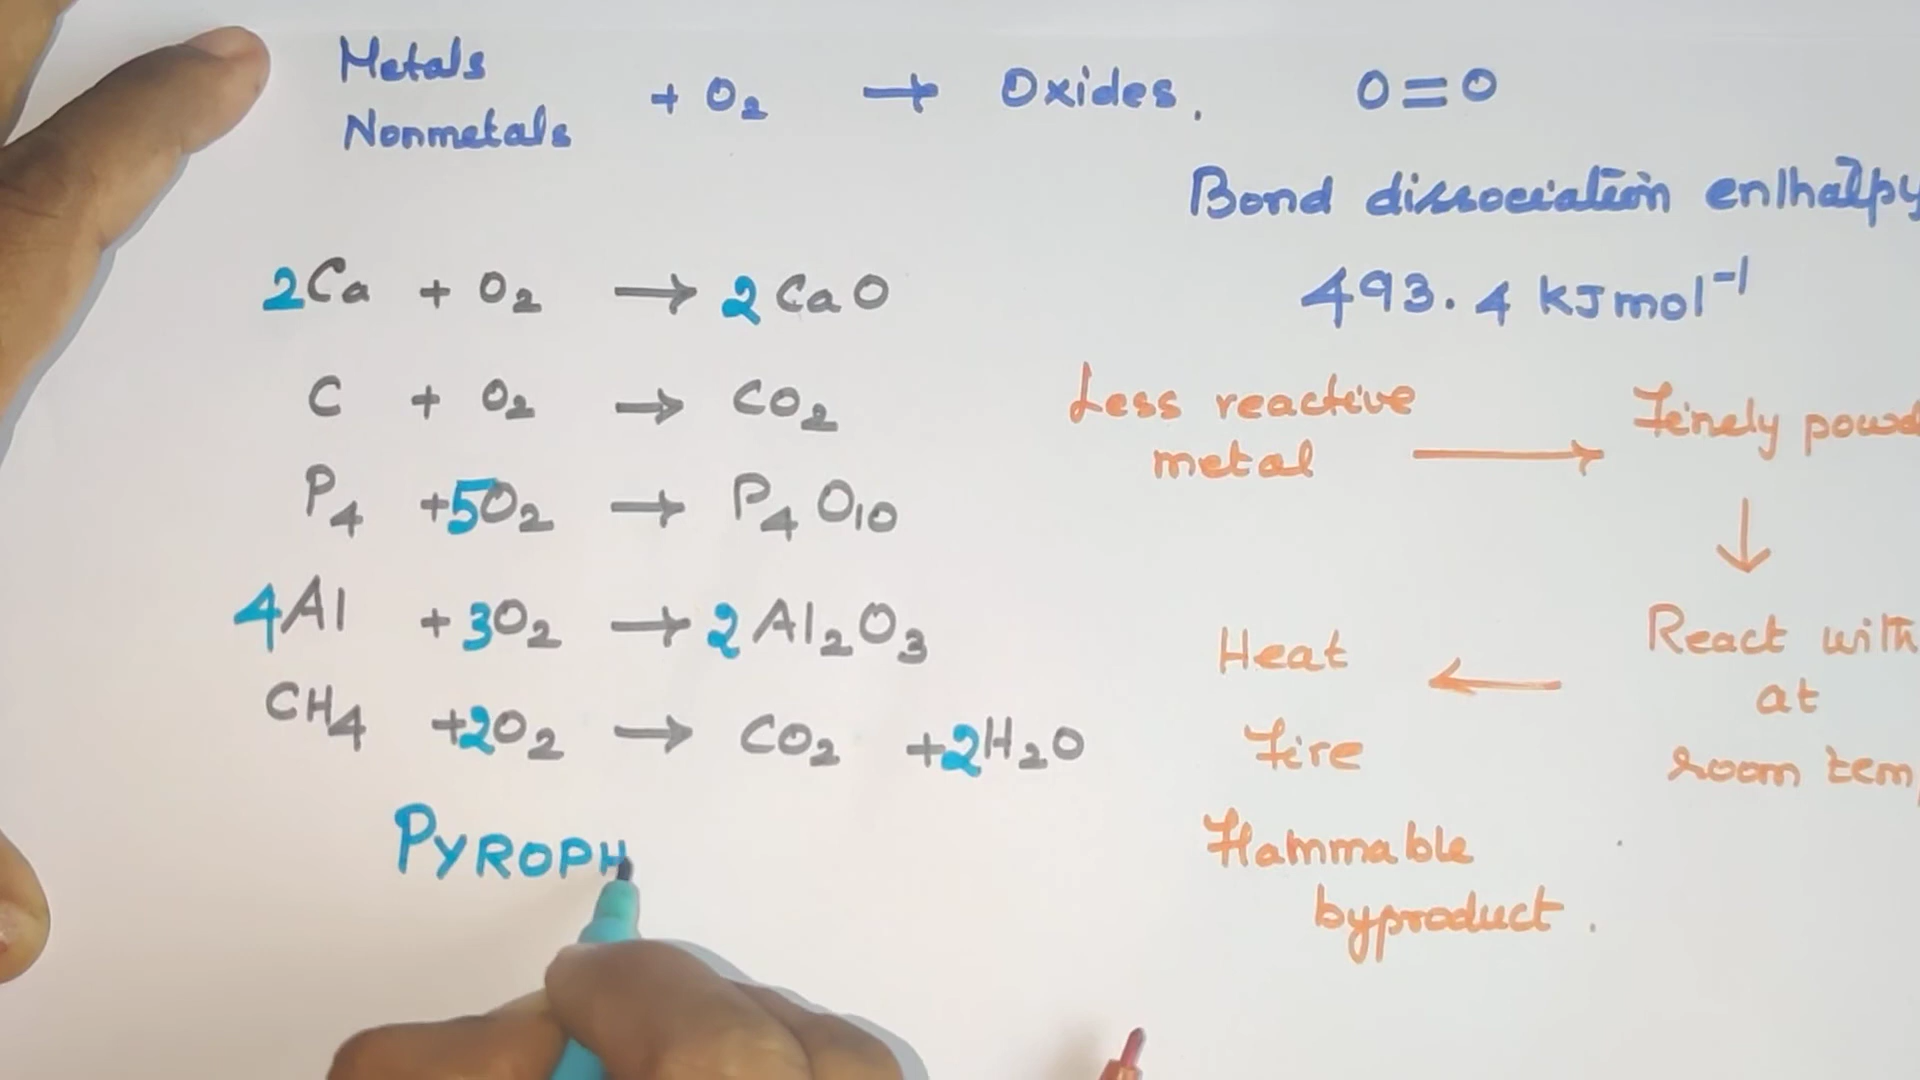 Metals
Nonmetals + O₂ → Oxides.
O=O
Bond dissociation enthalpy
493.4 KJmol⁻¹
2Ca + O₂ → 2CaO
C + O₂ → CO₂
P₄ + 5O₂ → P₄O₁₀
4Al + 3O₂ → 2Al₂O₃
CH₄ + 2O₂ → CO₂ + 2H₂O
PYROPH
Less reactive
metal →
Finely powd
↓
React with
at
room tem
←
Heat
Fire
Flammable
byproduct.